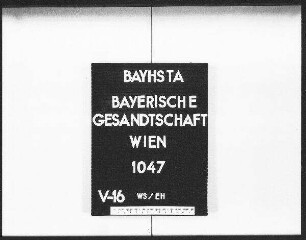 BAYHSTA
BAYERISCHE
GESANDTSCHAFT
WIEN
1047
V-16 WS/EH